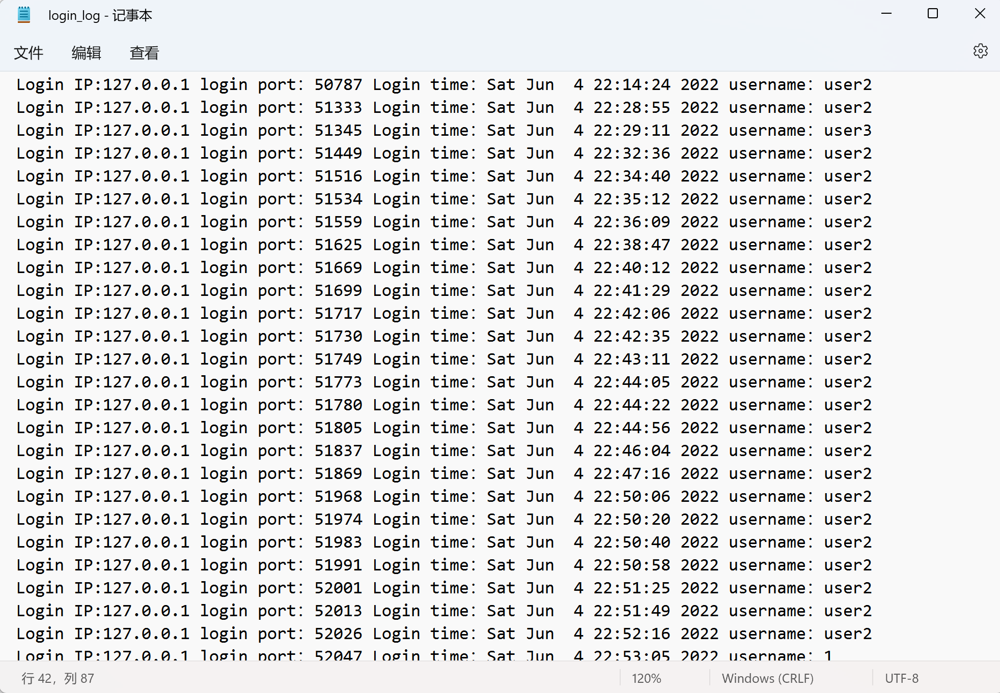 login_log - 记事本
文件 编辑 查看
Login IP:127.0.0.1 login port: 50787 Login time: Sat Jun  4 22:14:24 2022 username: user2
Login IP:127.0.0.1 login port: 51333 Login time: Sat Jun  4 22:28:55 2022 username: user2
Login IP:127.0.0.1 login port: 51345 Login time: Sat Jun  4 22:29:11 2022 username: user3
Login IP:127.0.0.1 login port: 51449 Login time: Sat Jun  4 22:32:36 2022 username: user2
Login IP:127.0.0.1 login port: 51516 Login time: Sat Jun  4 22:34:40 2022 username: user2
Login IP:127.0.0.1 login port: 51534 Login time: Sat Jun  4 22:35:12 2022 username: user2
Login IP:127.0.0.1 login port: 51559 Login time: Sat Jun  4 22:36:09 2022 username: user2
Login IP:127.0.0.1 login port: 51625 Login time: Sat Jun  4 22:38:47 2022 username: user2
Login IP:127.0.0.1 login port: 51669 Login time: Sat Jun  4 22:40:12 2022 username: user2
Login IP:127.0.0.1 login port: 51699 Login time: Sat Jun  4 22:41:29 2022 username: user2
Login IP:127.0.0.1 login port: 51717 Login time: Sat Jun  4 22:42:06 2022 username: user2
Login IP:127.0.0.1 login port: 51730 Login time: Sat Jun  4 22:42:35 2022 username: user2
Login IP:127.0.0.1 login port: 51749 Login time: Sat Jun  4 22:43:11 2022 username: user2
Login IP:127.0.0.1 login port: 51773 Login time: Sat Jun  4 22:44:05 2022 username: user2
Login IP:127.0.0.1 login port: 51780 Login time: Sat Jun  4 22:44:22 2022 username: user2
Login IP:127.0.0.1 login port: 51805 Login time: Sat Jun  4 22:44:56 2022 username: user2
Login IP:127.0.0.1 login port: 51837 Login time: Sat Jun  4 22:46:04 2022 username: user2
Login IP:127.0.0.1 login port: 51869 Login time: Sat Jun  4 22:47:16 2022 username: user2
Login IP:127.0.0.1 login port: 51968 Login time: Sat Jun  4 22:50:06 2022 username: user2
Login IP:127.0.0.1 login port: 51974 Login time: Sat Jun  4 22:50:20 2022 username: user2
Login IP:127.0.0.1 login port: 51983 Login time: Sat Jun  4 22:50:40 2022 username: user2
Login IP:127.0.0.1 login port: 51991 Login time: Sat Jun  4 22:50:58 2022 username: user2
Login IP:127.0.0.1 login port: 52001 Login time: Sat Jun  4 22:51:25 2022 username: user2
Login IP:127.0.0.1 login port: 52013 Login time: Sat Jun  4 22:51:49 2022 username: user2
Login IP:127.0.0.1 login port: 52026 Login time: Sat Jun  4 22:52:16 2022 username: user2
Login IP:127.0.0.1 login port: 52047 Login time: Sat Jun  4 22:53:05 2022 username: 1
行 42，列 87 120% Windows (CRLF) UTF-8